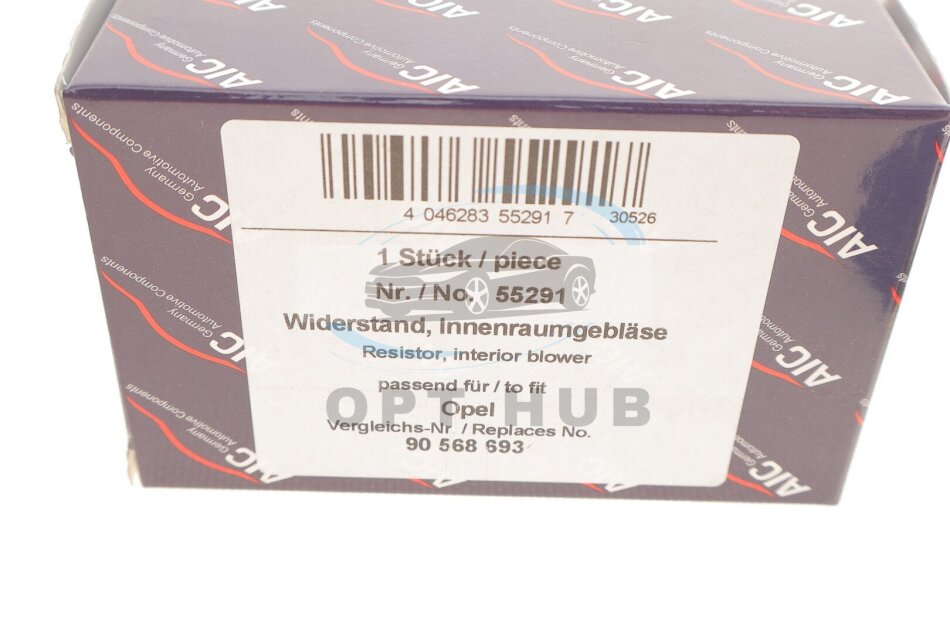 AIC Germany Automotive Components
4 046283 55291 7 30526
1 Stück / piece
Nr. / No. 55291
Widerstand, Innenraumgebläse
Resistor, interior blower
passend für / to fit
Opel
OPT HUB
Vergleichs-Nr. / Replaces No.
90 568 693